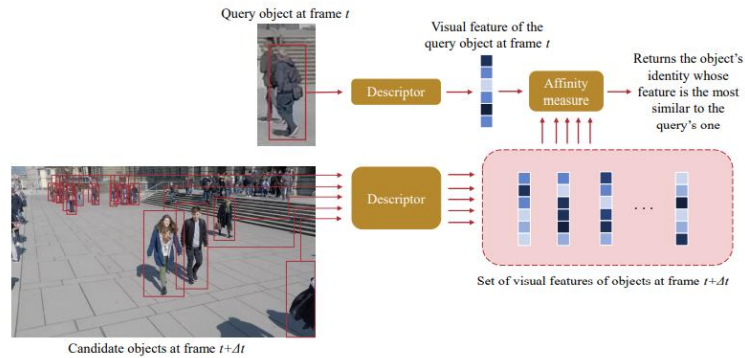 Query object at frame t
Visual feature of the
query object at frame t
Descriptor
Affinity
measure
Returns the object's
identity whose
feature is the most
similar to the
query's one
Descriptor
. . .
Set of visual features of objects at frame t+Δt
Candidate objects at frame t+Δt